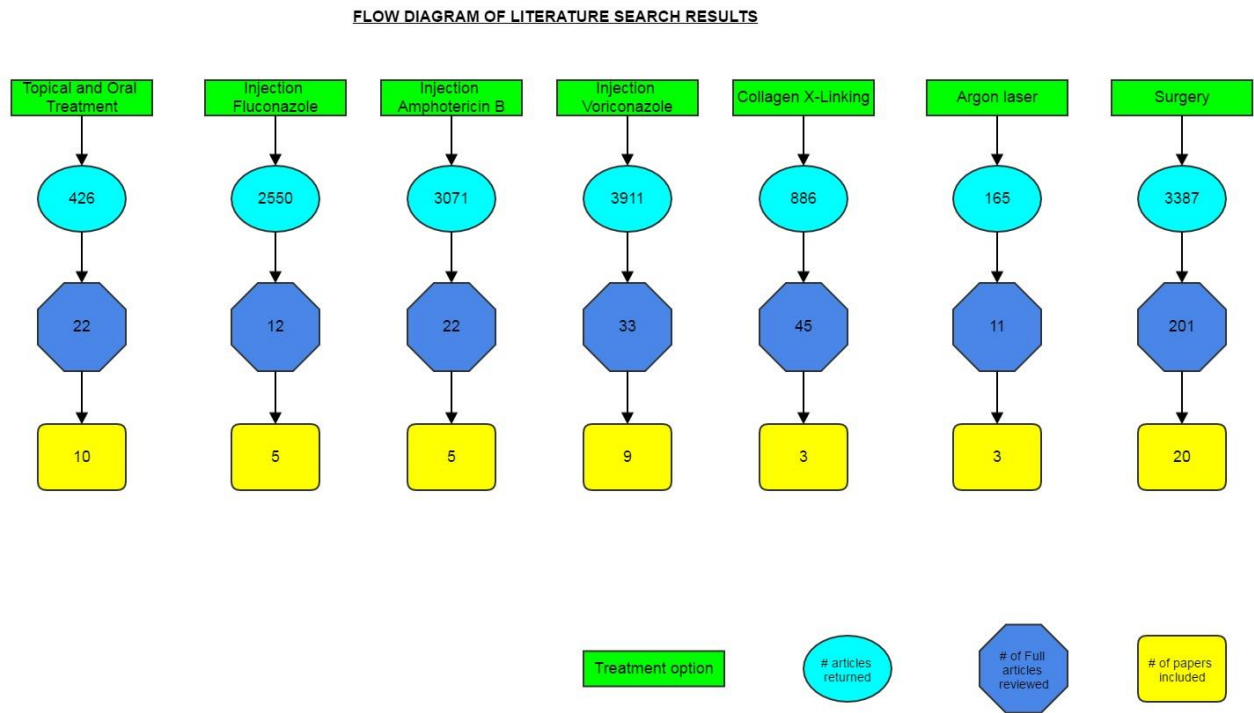 FLOW DIAGRAM OF LITERATURE SEARCH RESULTS
Topical and Oral
Treatment
Injection
Fluconazole
Injection
Amphotericin B
Injection
Voriconazole
Collagen X-Linking
Argon laser
Surgery
426
2550
3071
3911
886
165
3387
22
12
22
33
45
11
201
10
5
5
9
3
3
20
Treatment option
# articles
returned
# of Full
articles
reviewed
# of papers
included